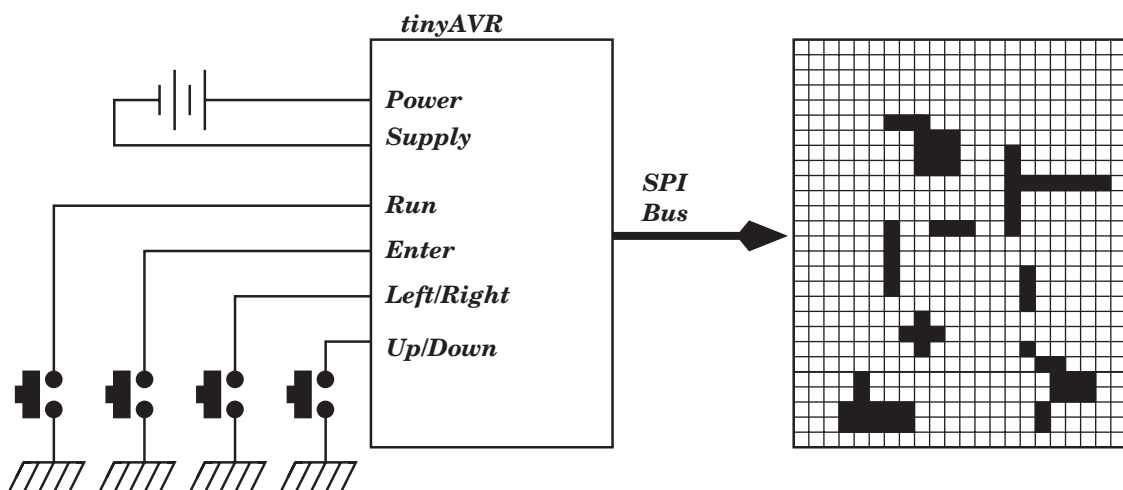 tinyAVR
Power
Supply
Run
Enter
Left/Right
Up/Down
SPI
Bus